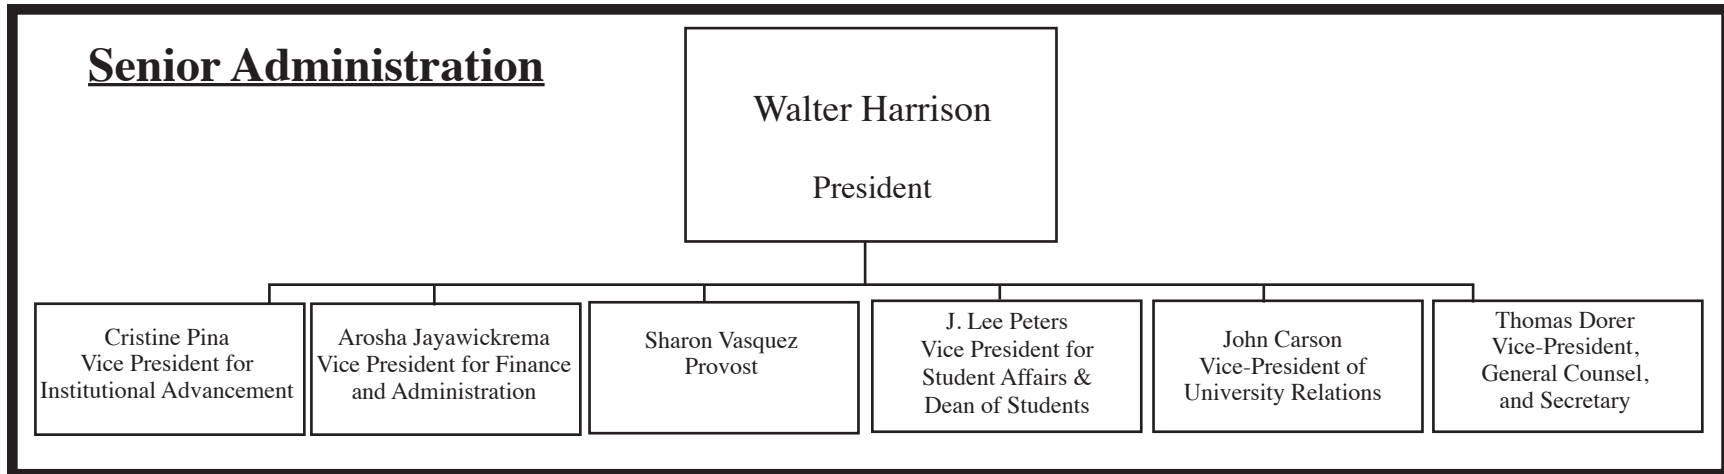 Senior Administration
Walter Harrison
President
Cristine Pina
Vice President for
Institutional Advancement
Arosha Jayawickrema
Vice President for Finance
and Administration
Sharon Vasquez
Provost
J. Lee Peters
Vice President for
Student Affairs &
Dean of Students
John Carson
Vice-President of
University Relations
Thomas Dorer
Vice-President,
General Counsel,
and Secretary